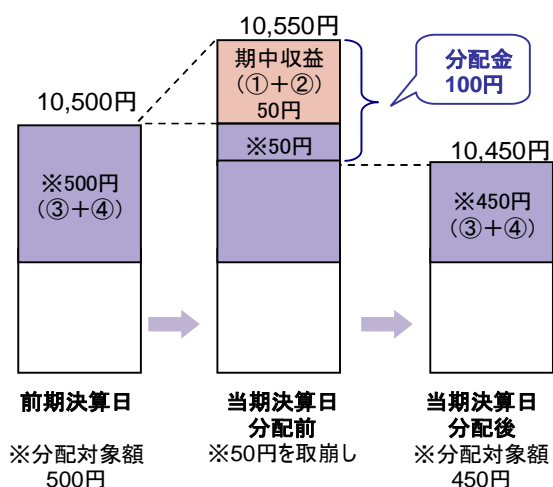 10,550円
期中収益
(①＋②)
50円
分配金
100円
10,500円
※50円
10,450円
※500円
(③＋④)
※450円
(③＋④)
前期決算日
当期決算日
分配前
当期決算日
分配後
※分配対象額
500円
※50円を取崩し
※分配対象額
450円